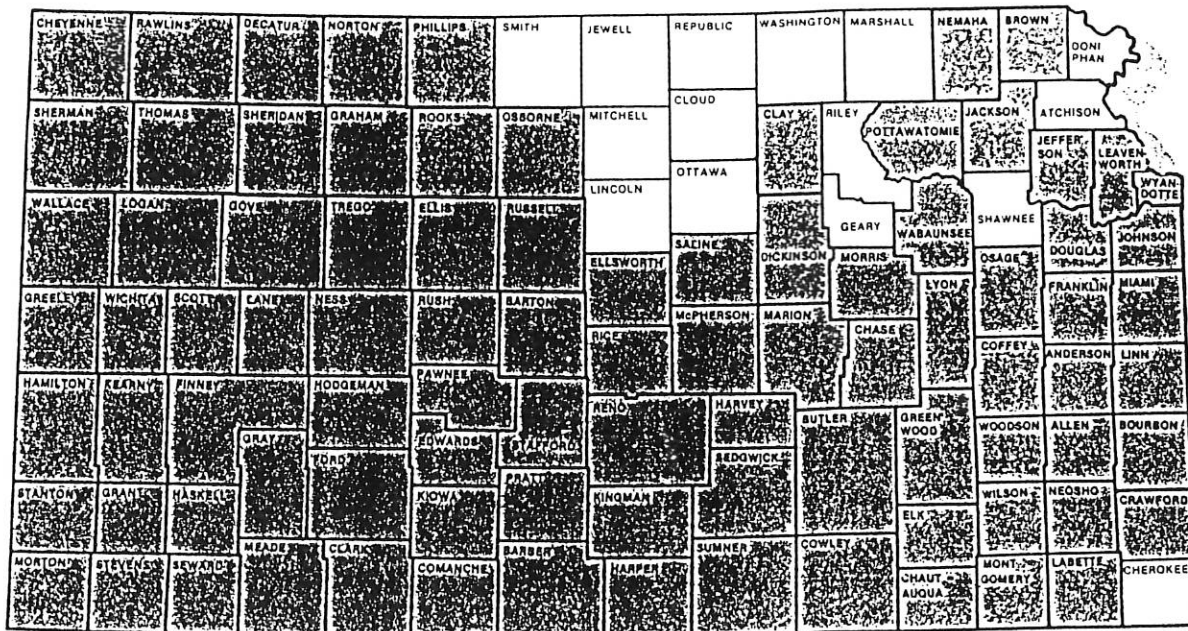 CHEYENNE
RAWLINS
DECATUR
NORTON
PHILLIPS
SMITH
JEWELL
REPUBLIC
WASHINGTON
MARSHALL
NEMAHA
BROWN
DONI
PHAN
SHERMAN
THOMAS
SHERIDAN
GRAHAM
ROOKS
OSBORNE
MITCHELL
CLOUD
CLAY
RILEY
POTTAWATOMIE
JACKSON
ATCHISON
JEFFER
SON
LEAVEN
WORTH
WYAN
DOTTE
WALLACE
LOGAN
GOVE
TREGO
ELLIS
RUSSELL
LINCOLN
OTTAWA
SALINE
DICKINSON
GEARY
WABAUNSEE
SHAWNEE
DOUGLAS
JOHNSON
ELLSWORTH
MORRIS
OSAGE
GREELEY
WICHITA
SCOTT
LANE
NESS
RUSH
BARTON
RICE
McPHERSON
MARION
CHASE
LYON
FRANKLIN
MIAMI
COFFEY
ANDERSON
LINN
HAMILTON
KEARNY
FINNEY
HODGEMAN
PAWNEE
STAFFORD
RENO
HARVEY
BUTLER
GREEN
WOOD
WOODSON
ALLEN
BOURBON
GRAY
FORD
EDWARDS
PRATT
SEDGWICK
STANTON
GRANT
HASKELL
KIOWA
KINGMAN
ELK
WILSON
NEOSHO
CRAWFORD
MORTON
STEVENS
SEWARD
MEADE
CLARK
COMANCHE
BARBER
HARPER
SUMNER
COWLEY
CHAUT
AUQUA
MONT
GOMERY
LABETTE
CHEROKEE